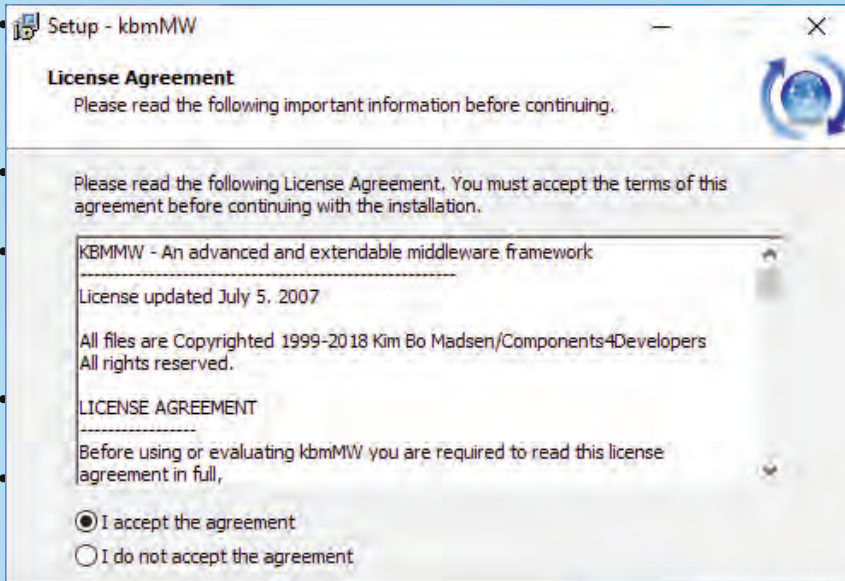 Setup - kbmMW
License Agreement
Please read the following important information before continuing.
Please read the following License Agreement. You must accept the terms of this
agreement before continuing with the installation.
KBMMW - An advanced and extendable middleware framework
------------------------------------------------------
License updated July 5. 2007
All files are Copyrighted 1999-2018 Kim Bo Madsen/Components4Developers
All rights reserved.
LICENSE AGREEMENT
-----------------
Before using or evaluating kbmMW you are required to read this license
agreement in full,
I accept the agreement
I do not accept the agreement